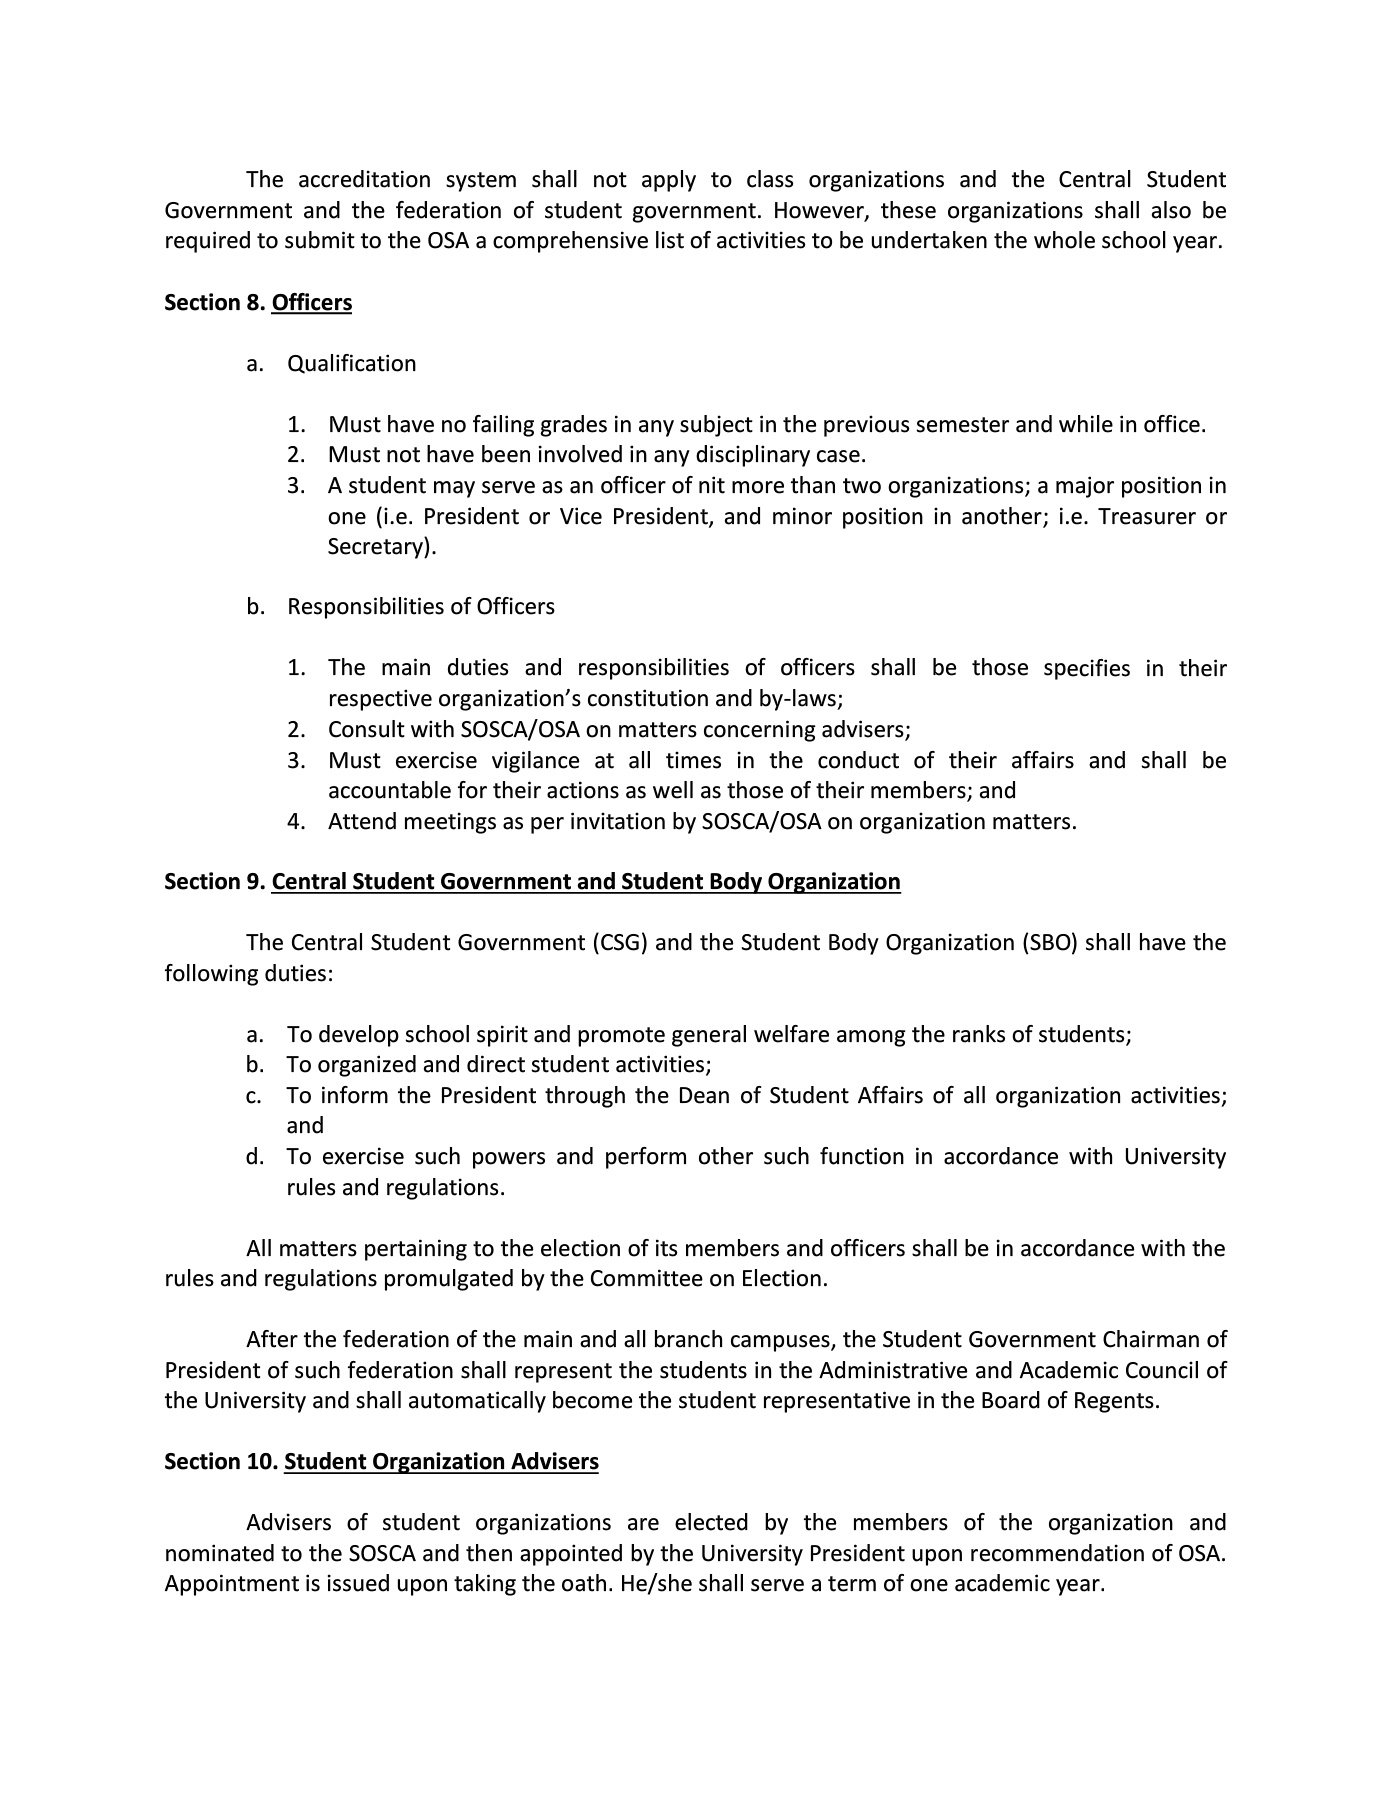 The accreditation system shall not apply to class organizations and the Central Student
Government and the federation of student government. However, these organizations shall also be
required to submit to the OSA a comprehensive list of activities to be undertaken the whole school year.
Section 8. Officers
a. Qualification
1. Must have no failing grades in any subject in the previous semester and while in office.
2. Must not have been involved in any disciplinary case.
3. A student may serve as an officer of nit more than two organizations; a major position in
one (i.e. President or Vice President, and minor position in another; i.e. Treasurer or
Secretary).
b. Responsibilities of Officers
1. The main duties and responsibilities of officers shall be those specifies in their
respective organization’s constitution and by-laws;
2. Consult with SOSCA/OSA on matters concerning advisers;
3. Must exercise vigilance at all times in the conduct of their affairs and shall be
accountable for their actions as well as those of their members; and
4. Attend meetings as per invitation by SOSCA/OSA on organization matters.
Section 9. Central Student Government and Student Body Organization
The Central Student Government (CSG) and the Student Body Organization (SBO) shall have the
following duties:
a. To develop school spirit and promote general welfare among the ranks of students;
b. To organized and direct student activities;
c. To inform the President through the Dean of Student Affairs of all organization activities;
and
d. To exercise such powers and perform other such function in accordance with University
rules and regulations.
All matters pertaining to the election of its members and officers shall be in accordance with the
rules and regulations promulgated by the Committee on Election.
After the federation of the main and all branch campuses, the Student Government Chairman of
President of such federation shall represent the students in the Administrative and Academic Council of
the University and shall automatically become the student representative in the Board of Regents.
Section 10. Student Organization Advisers
Advisers of student organizations are elected by the members of the organization and
nominated to the SOSCA and then appointed by the University President upon recommendation of OSA.
Appointment is issued upon taking the oath. He/she shall serve a term of one academic year.